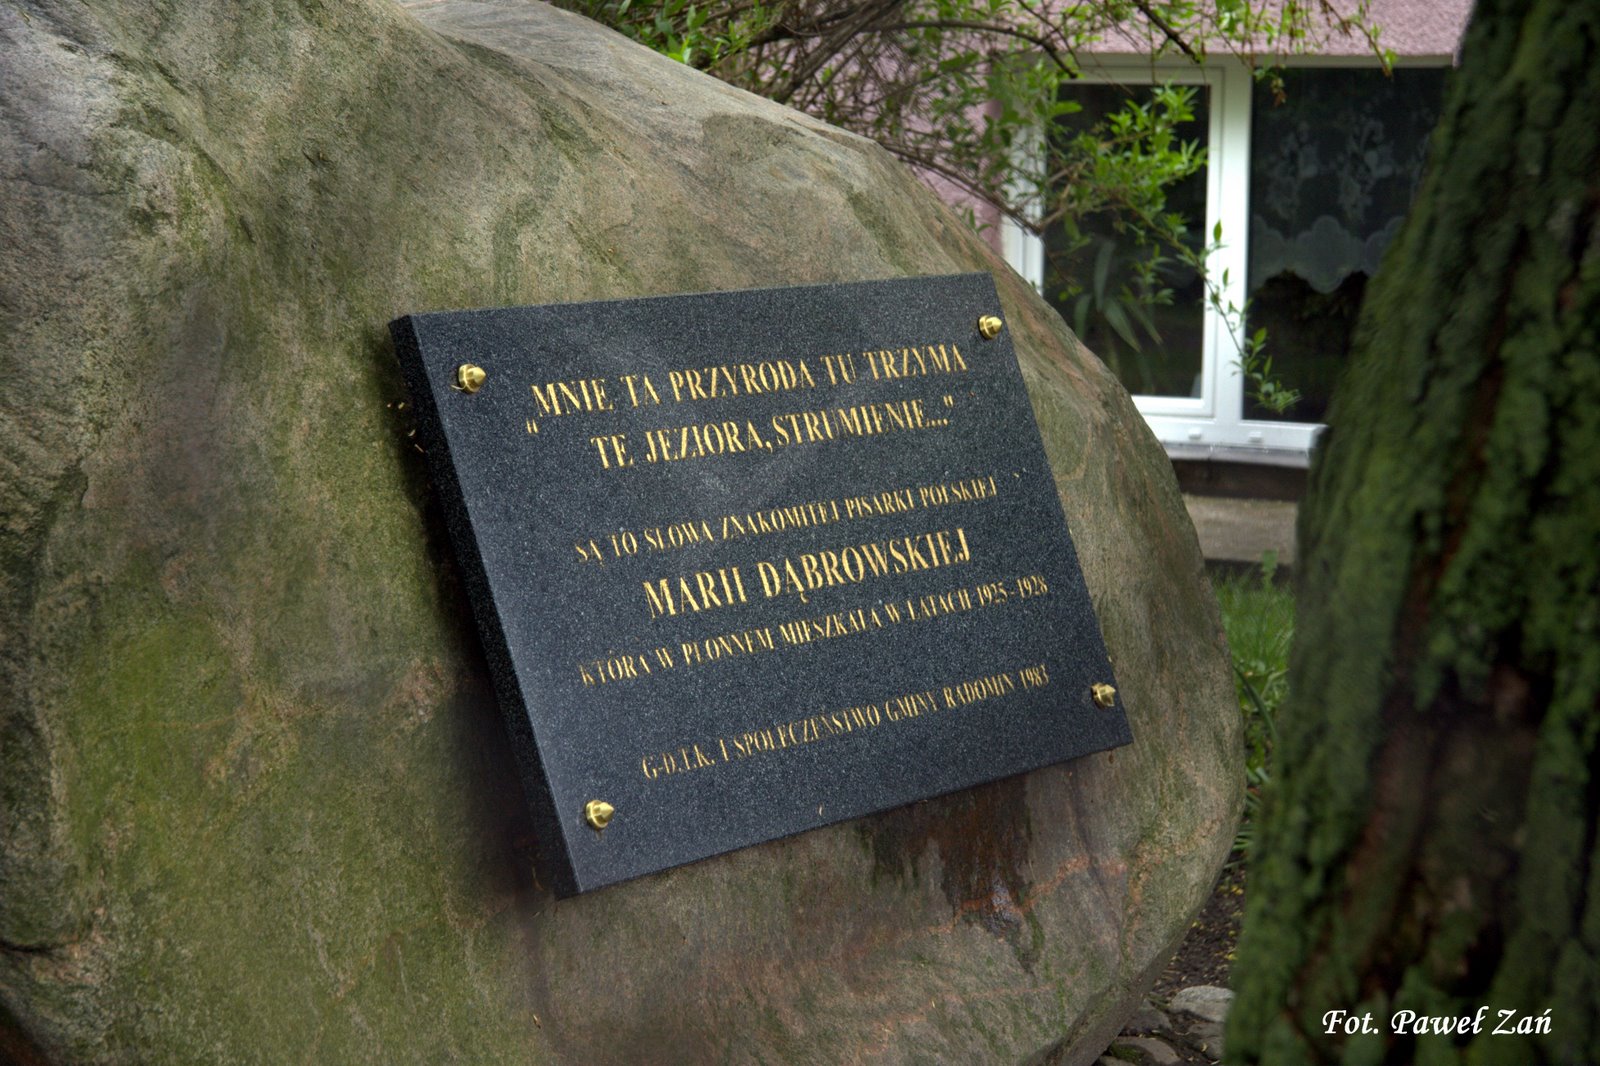 „MNIE TA PRZYRODA TU TRZYMA
TE JEZIORA, STRUMIENIE..."
SĄ TO SŁOWA ZNAKOMITEJ PISARKI POLSKIEJ
MARII DĄBROWSKIEJ
KTÓRA W PŁONNEM MIESZKAŁA W LATACH 1925-1928
G-D.I.K. I SPOŁECZEŃSTWO GMINY RADOMIN 1983
Fot. Paweł Zań